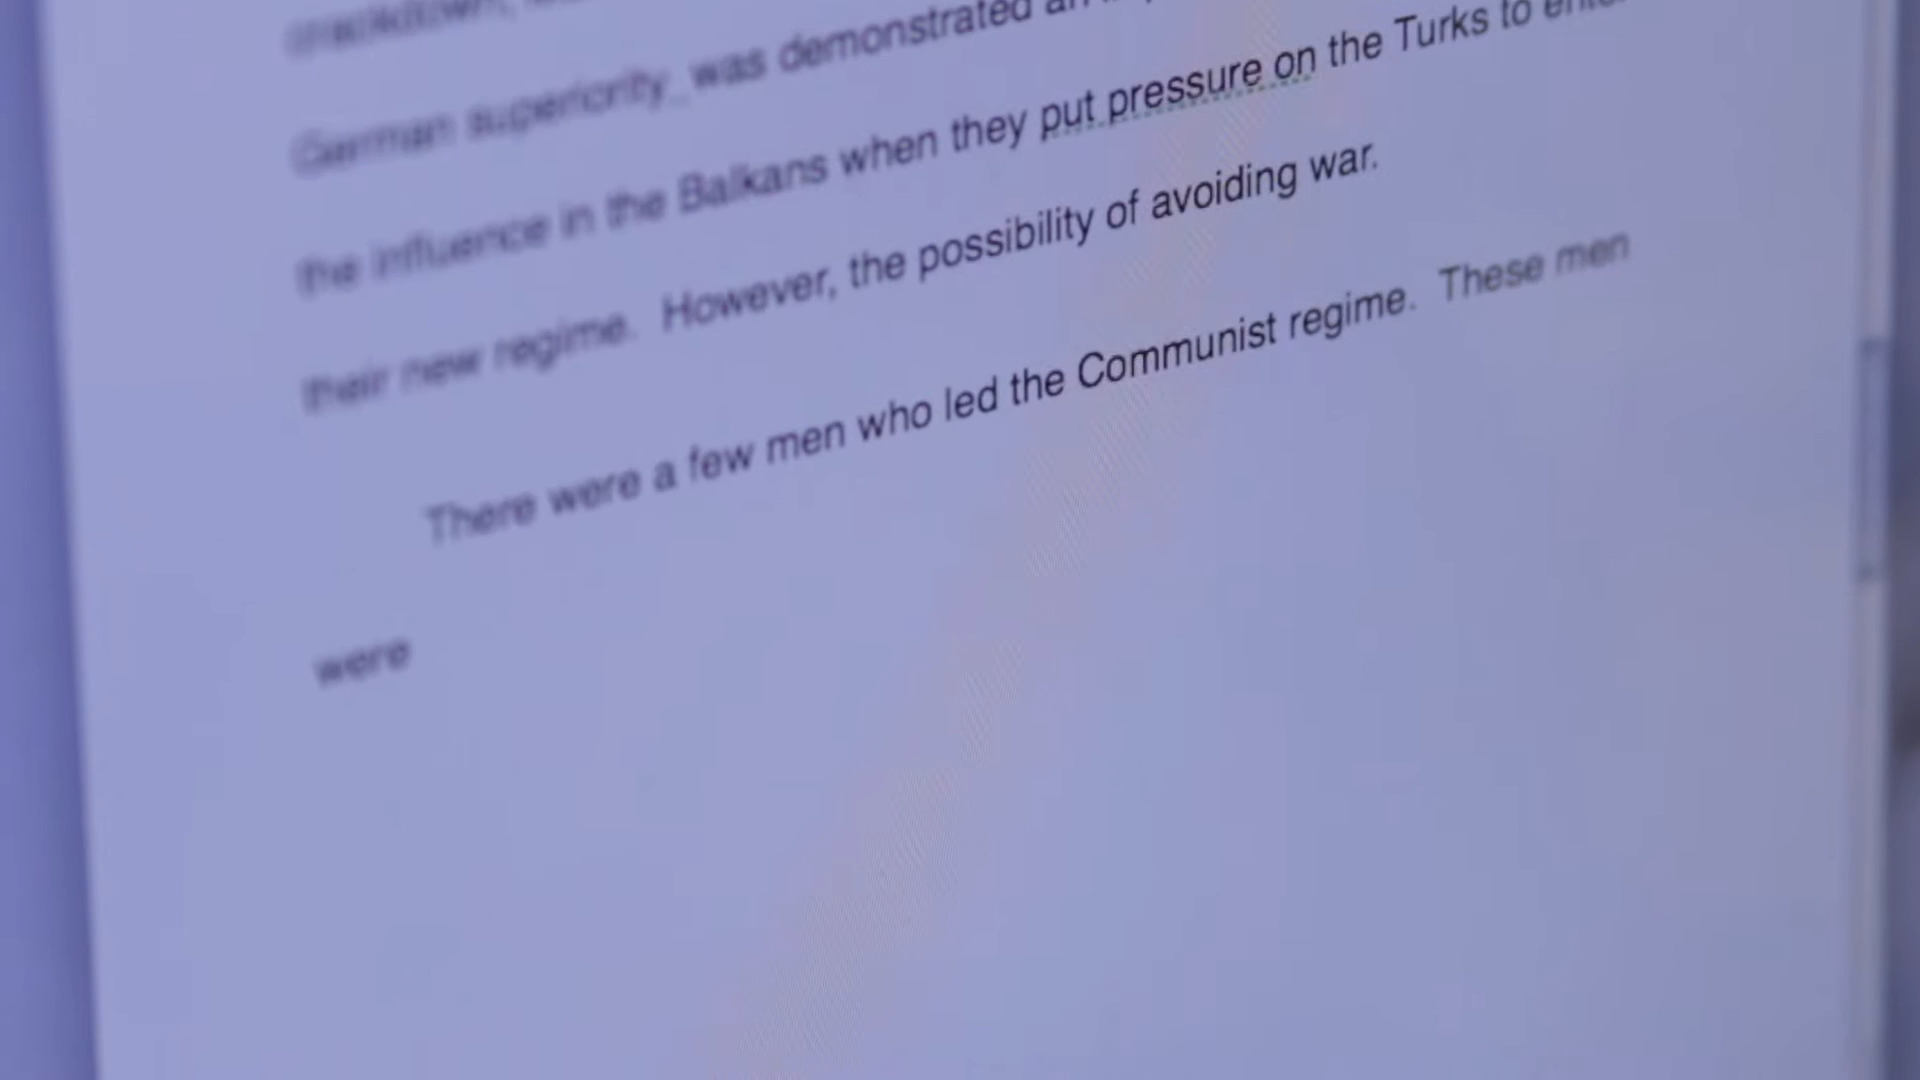 German superiority was demonstrated
the influence in the Balkans when they put pressure on the Turks to
their new regime. However, the possibility of avoiding war.
There were a few men who led the Communist regime. These men
were